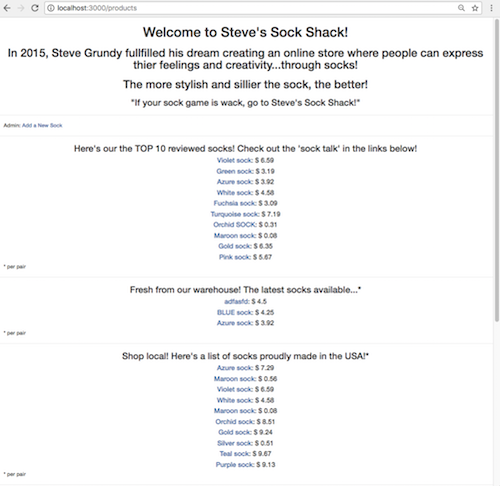 localhost:3000/products
Welcome to Steve's Sock Shack!
In 2015, Steve Grundy fullfilled his dream creating an online store where people can express
thier feelings and creativity...through socks!
The more stylish and sillier the sock, the better!
"If your sock game is wack, go to Steve's Sock Shack!"
Admin: Add a New Sock
Here's our the TOP 10 reviewed socks! Check out the 'sock talk' in the links below!
Violet sock: $ 6.59
Green sock: $ 3.19
Azure sock: $ 3.92
White sock: $ 4.58
Fuchsia sock: $ 3.09
Turquoise sock: $ 7.19
Orchid SOCK: $ 0.31
Maroon sock: $ 0.08
Gold sock: $ 6.35
Pink sock: $ 5.67
* per pair
Fresh from our warehouse! The latest socks available...*
adfasfd: $ 4.5
BLUE sock: $ 4.25
Azure sock: $ 3.92
* per pair
Shop local! Here's a list of socks proudly made in the USA!*
Azure sock: $ 7.29
Maroon sock: $ 0.56
Violet sock: $ 6.59
White sock: $ 4.58
Maroon sock: $ 0.08
Orchid sock: $ 8.51
Gold sock: $ 9.24
Silver sock: $ 0.51
Teal sock: $ 9.67
Purple sock: $ 9.13
* per pair